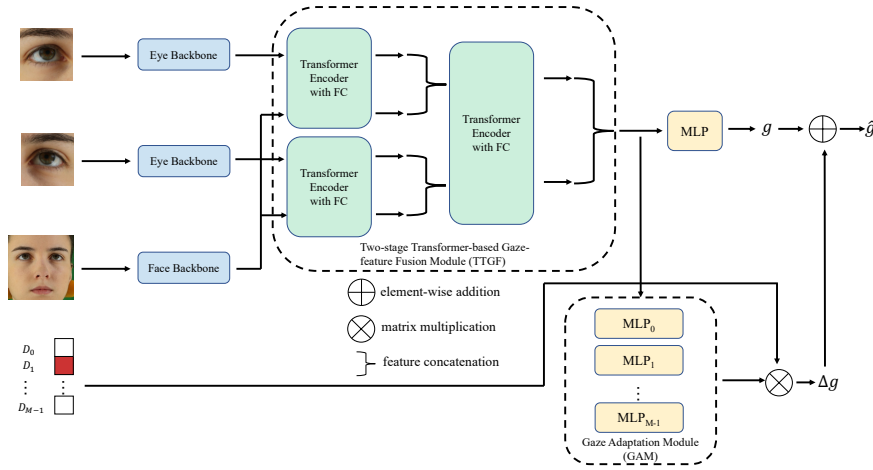 Eye Backbone
Transformer
Encoder
with FC
Transformer
Encoder
with FC
MLP
g
ĝ
Eye Backbone
Transformer
Encoder
with FC
Face Backbone
Two-stage Transformer-based Gaze-
feature Fusion Module (TTGF)
element-wise addition
matrix multiplication
feature concatenation
D₀
D₁
⋮ ⋮
D_{M−1}
MLP₀
MLP₁
⋮
MLP_{M-1}
Δg
Gaze Adaptation Module
(GAM)